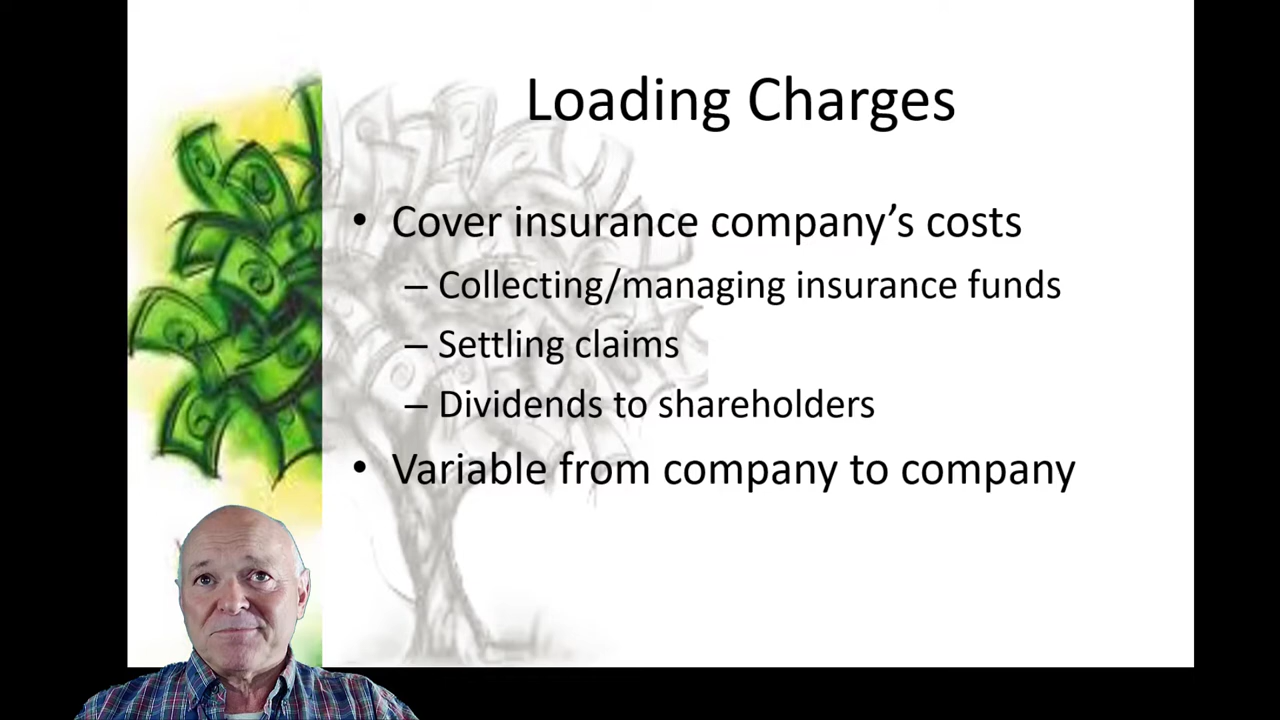 Loading Charges
• Cover insurance company’s costs
– Collecting/managing insurance funds
– Settling claims
– Dividends to shareholders
• Variable from company to company